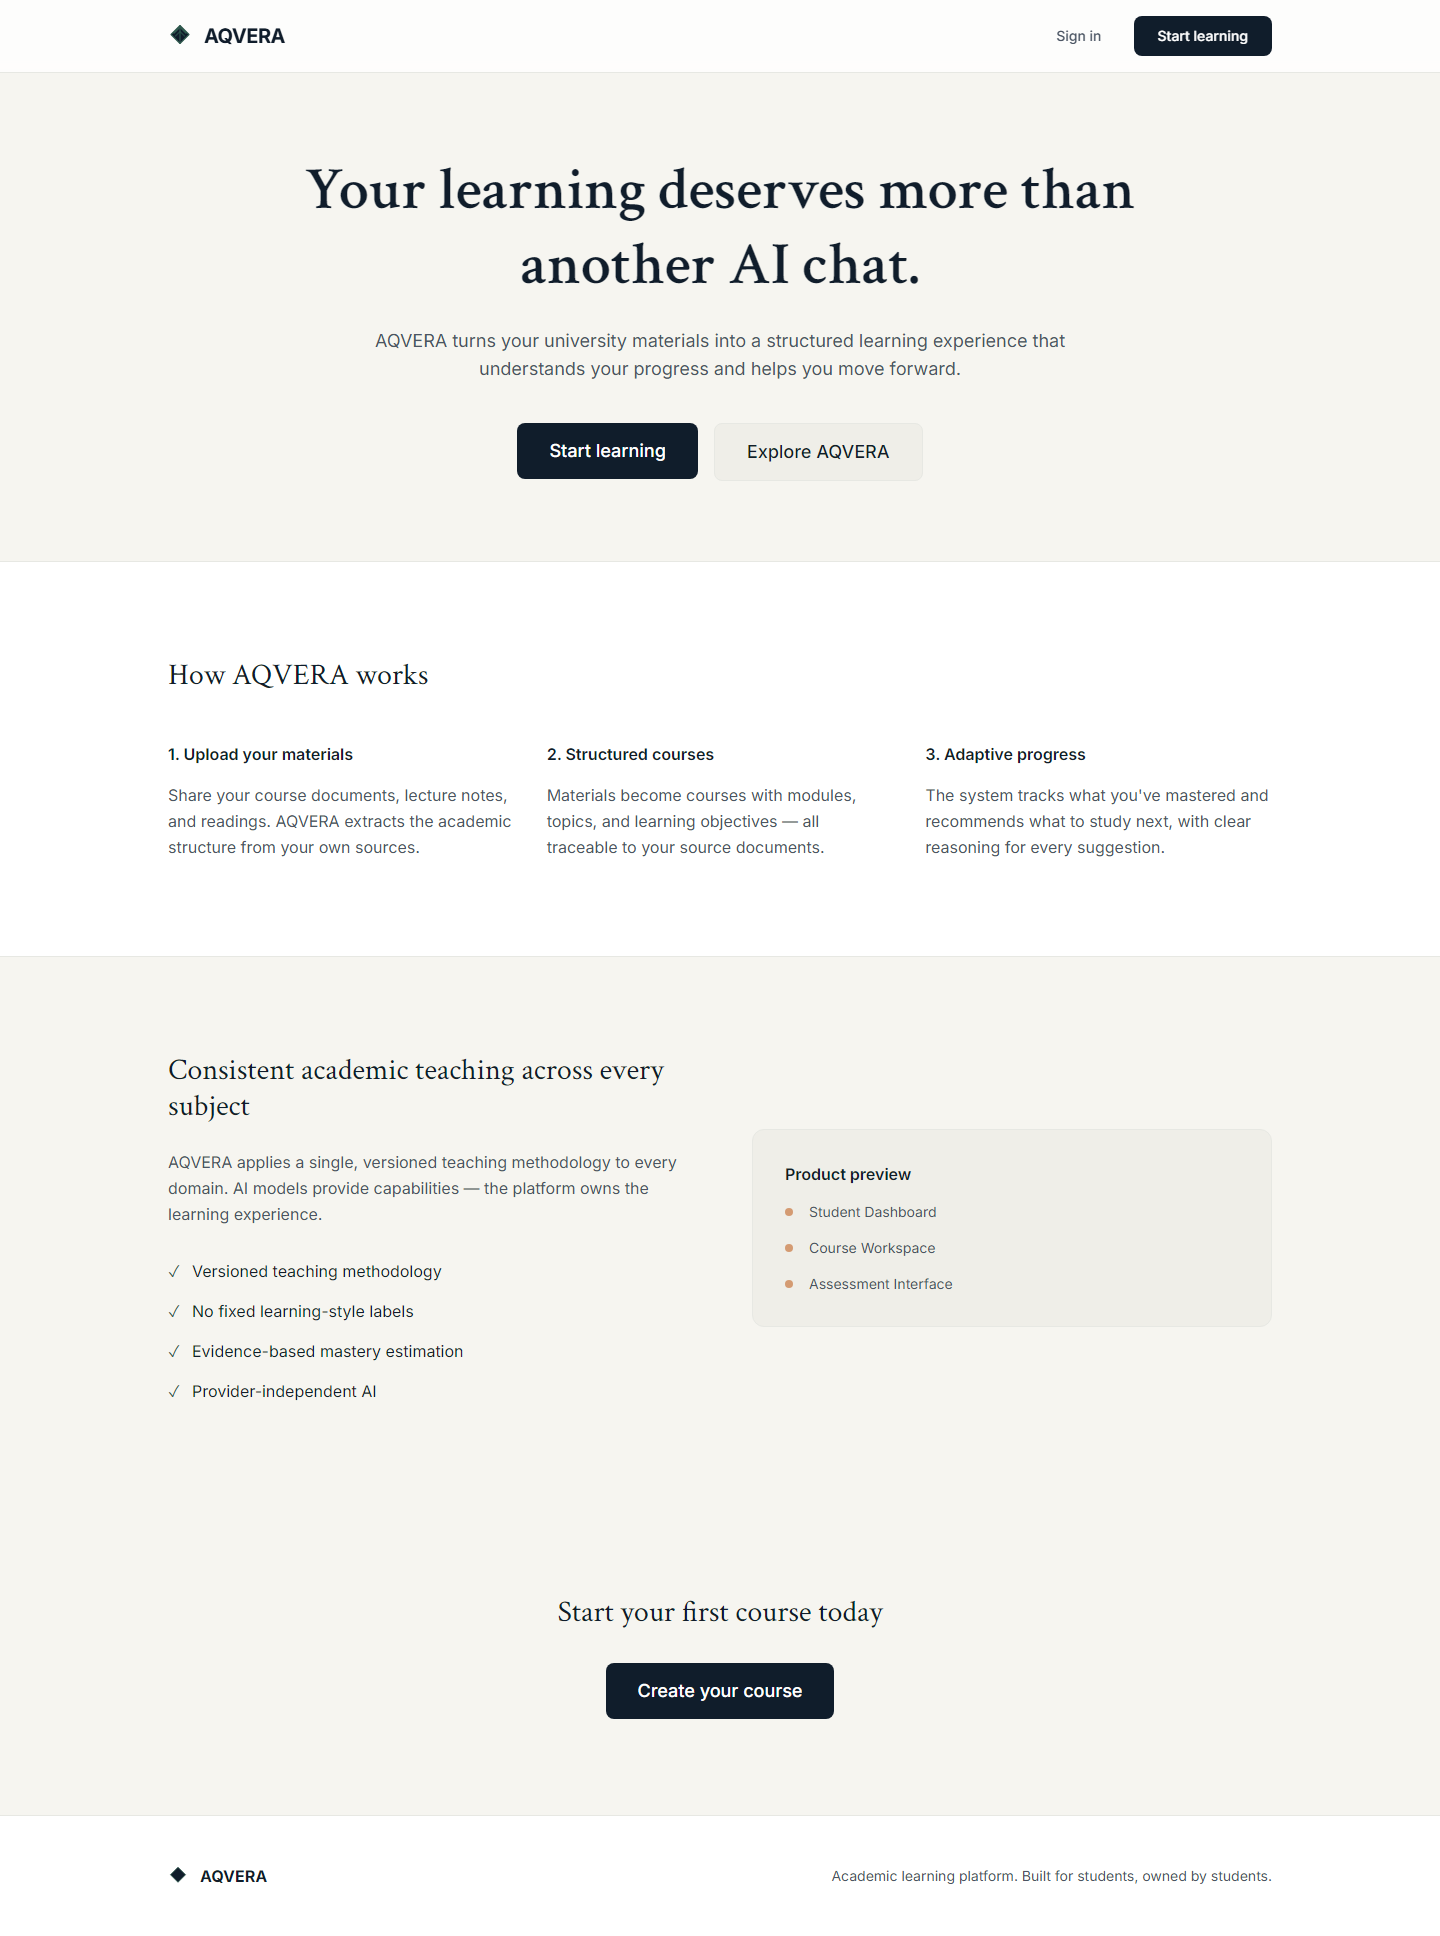 AQVERA
Sign in
Start learning
Your learning deserves more than
another AI chat.
AQVERA turns your university materials into a structured learning experience that
understands your progress and helps you move forward.
Start learning
Explore AQVERA
How AQVERA works
1. Upload your materials
Share your course documents, lecture notes,
and readings. AQVERA extracts the academic
structure from your own sources.
2. Structured courses
Materials become courses with modules,
topics, and learning objectives — all
traceable to your source documents.
3. Adaptive progress
The system tracks what you've mastered and
recommends what to study next, with clear
reasoning for every suggestion.
Consistent academic teaching across every
subject
AQVERA applies a single, versioned teaching methodology to every
domain. AI models provide capabilities — the platform owns the
learning experience.
✓ Versioned teaching methodology
✓ No fixed learning-style labels
✓ Evidence-based mastery estimation
✓ Provider-independent AI
Product preview
Student Dashboard
Course Workspace
Assessment Interface
Start your first course today
Create your course
AQVERA
Academic learning platform. Built for students, owned by students.